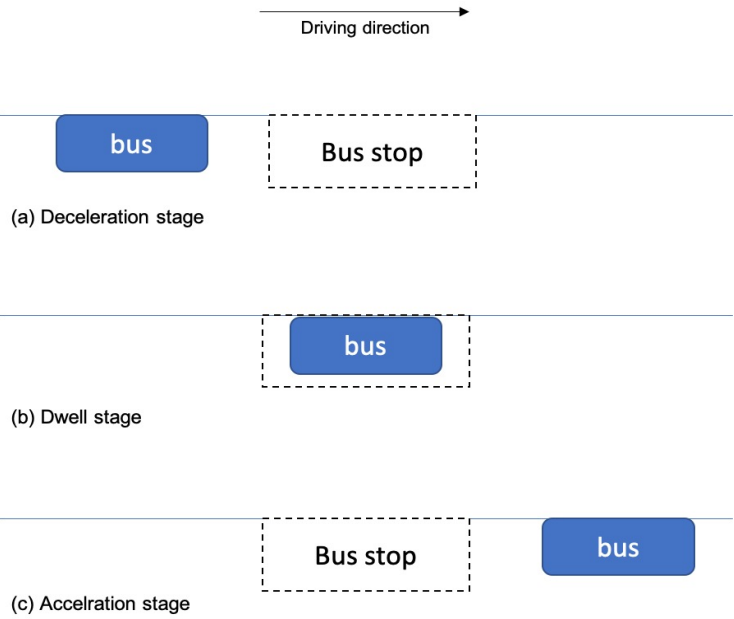 Driving direction
bus
Bus stop
(a) Deceleration stage
bus
(b) Dwell stage
Bus stop
bus
(c) Accelration stage